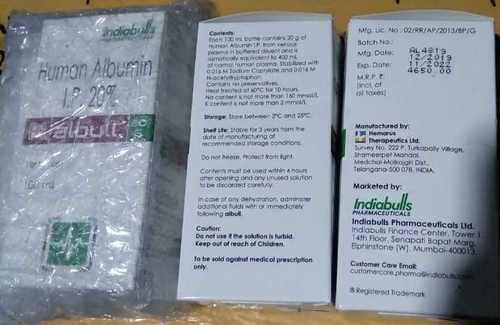 Indiabulls
PHARMACEUTICALS
Human Albumin
I.P. 20%
albull
Contents:
Each 100 mL bottle contains 20 g of
Human Albumin I.P. from venous
plasma in buffered diluent and is
osmotically equivalent to 400 mL
of normal human plasma. Stabilized with
0.016 M Sodium Caprylate and 0.016 M
N-acetyltryptophan.
Contains no preservatives.
Heat treated at 60°C for 10 hours.
Na content is not more than 160 mmol/L
K content is not more than 2 mmol/L
Storage: Store between 2°C and 25°C.
Shelf Life: Stable for 3 years from the
date of manufacturing at
recommended storage conditions.
Do not freeze. Protect from light.
Contents must be used within 4 hours
after opening and any unused solution
to be discarded carefully.
In case of any dehydration, administer
additional fluids with or immediately
following albull.
Caution:
Do not use if the solution is turbid.
Keep out of reach of Children.
To be sold against medical prescription
only.
Mfg. Lic. No.: 02/RR/AP/2013/BP/G
Batch No.: AL4819
Mfg. Date: 12/2019
Exp. Date: 11/2022
M.R.P. ₹ 4650.00
(incl. of
all taxes)
Manufactured by:
Hemarus
Therapeutics Ltd.
Survey No. 222 P, Turkapally Village,
Shameerpet Mandal,
Medchal-Malkajgiri Dist.,
Telangana-500 078, INDIA.
Marketed by:
Indiabulls
PHARMACEUTICALS
Indiabulls Pharmaceuticals Ltd.
Indiabulls Finance Center, Tower 1
14th Floor, Senapati Bapat Marg,
Elphinstone (W), Mumbai-400013.
Customer Care Email:
customercare.pharma@indiabulls.com
® Registered Trademark